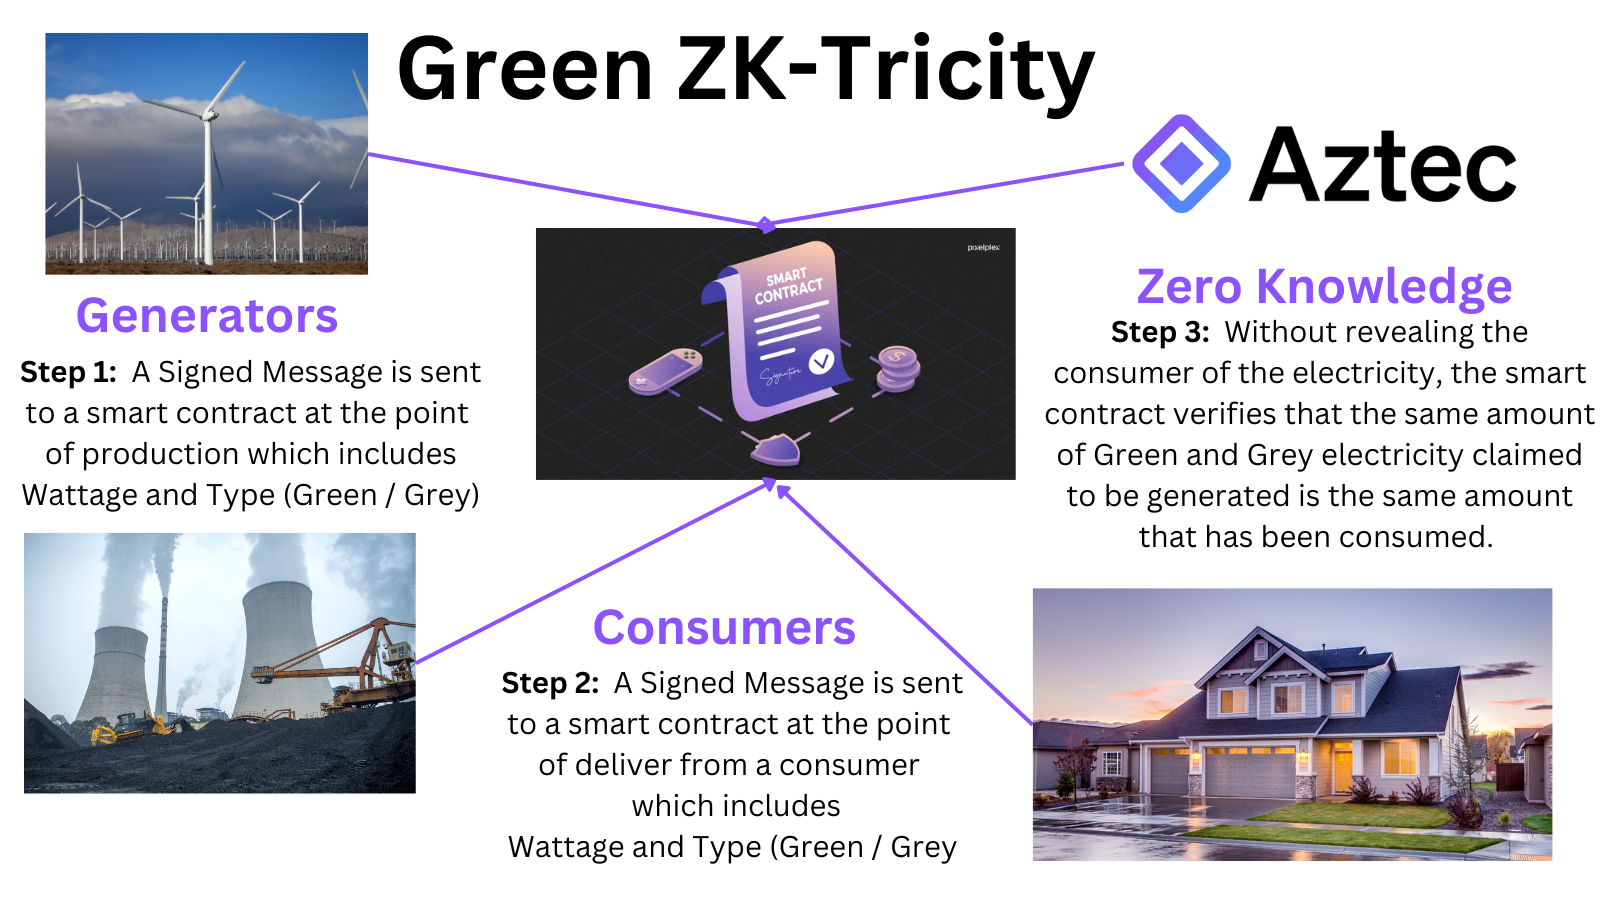 Green ZK-Tricity
Aztec
pixelplex
SMART
CONTRACT
Signature
Generators
Step 1: A Signed Message is sent
to a smart contract at the point
of production which includes
Wattage and Type (Green / Grey)
Zero Knowledge
Step 3: Without revealing the
consumer of the electricity, the smart
contract verifies that the same amount
of Green and Grey electricity claimed
to be generated is the same amount
that has been consumed.
Consumers
Step 2: A Signed Message is sent
to a smart contract at the point
of deliver from a consumer
which includes
Wattage and Type (Green / Grey